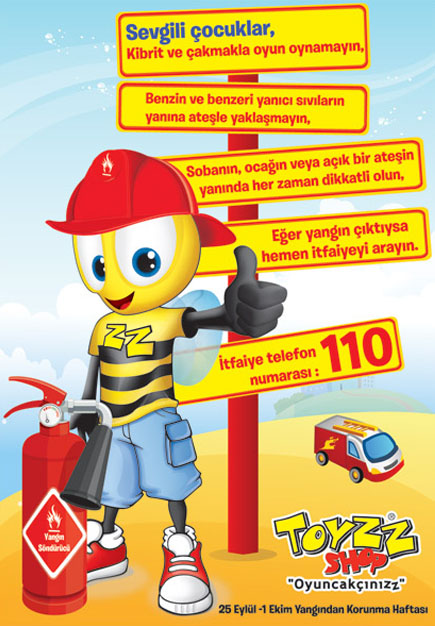 Sevgili çocuklar,
Kibrit ve çakmakla oyun oynamayın,
Benzin ve benzeri yanıcı sıvıların
yanına ateşle yaklaşmayın,
Sobanın, ocağın veya açık bir ateşin
yanında her zaman dikkatli olun,
Eğer yangın çıktıysa
hemen itfaiyeyi arayın.
ZZ
İtfaiye telefon
numarası : 110
Yangın
Söndürücü
TOYZZ®
SHOP
"Oyuncakçınızz"
25 Eylül -1 Ekim Yangından Korunma Haftası